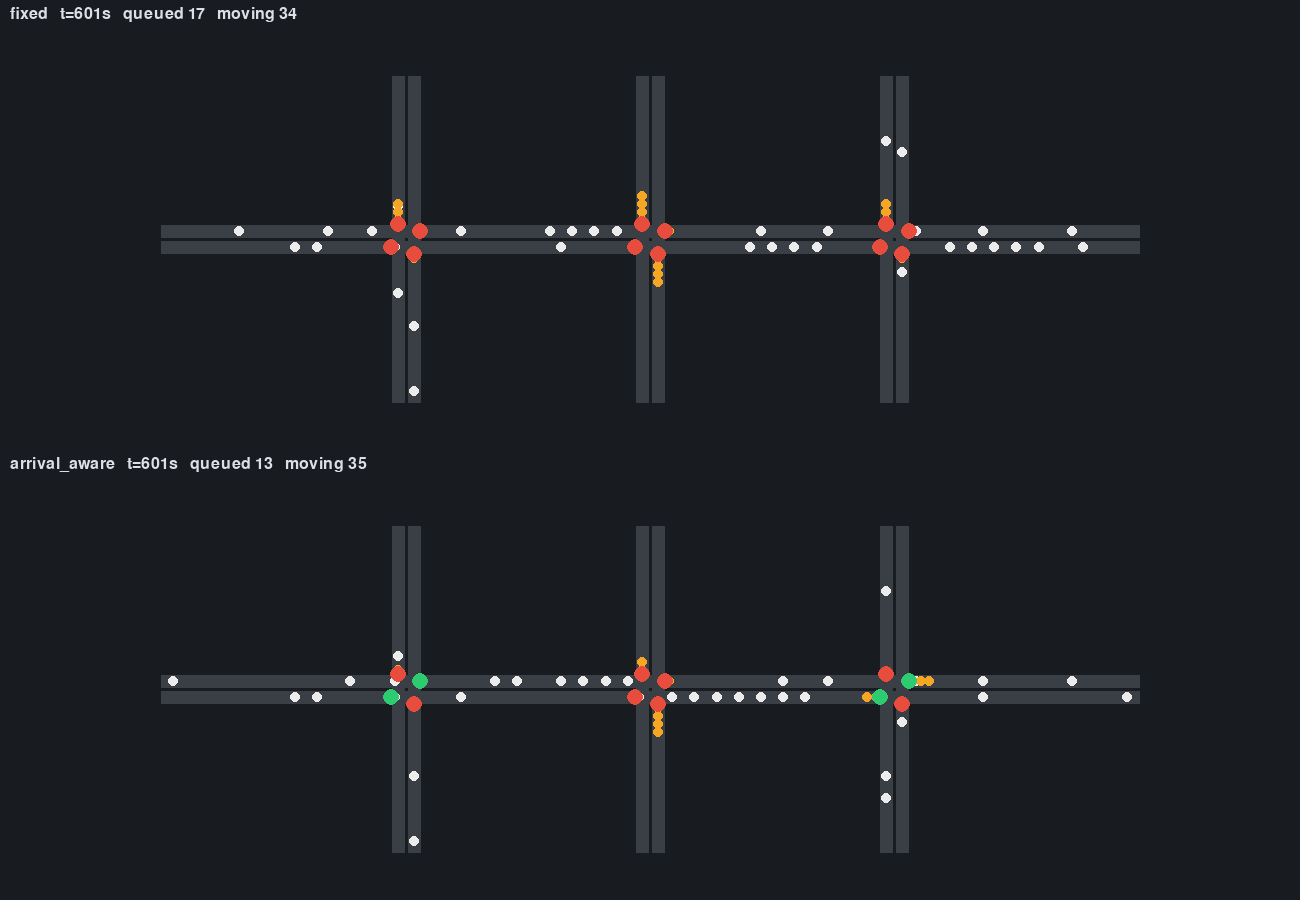 fixed t=601s queued 17 moving 34
arrival_aware t=601s queued 13 moving 35